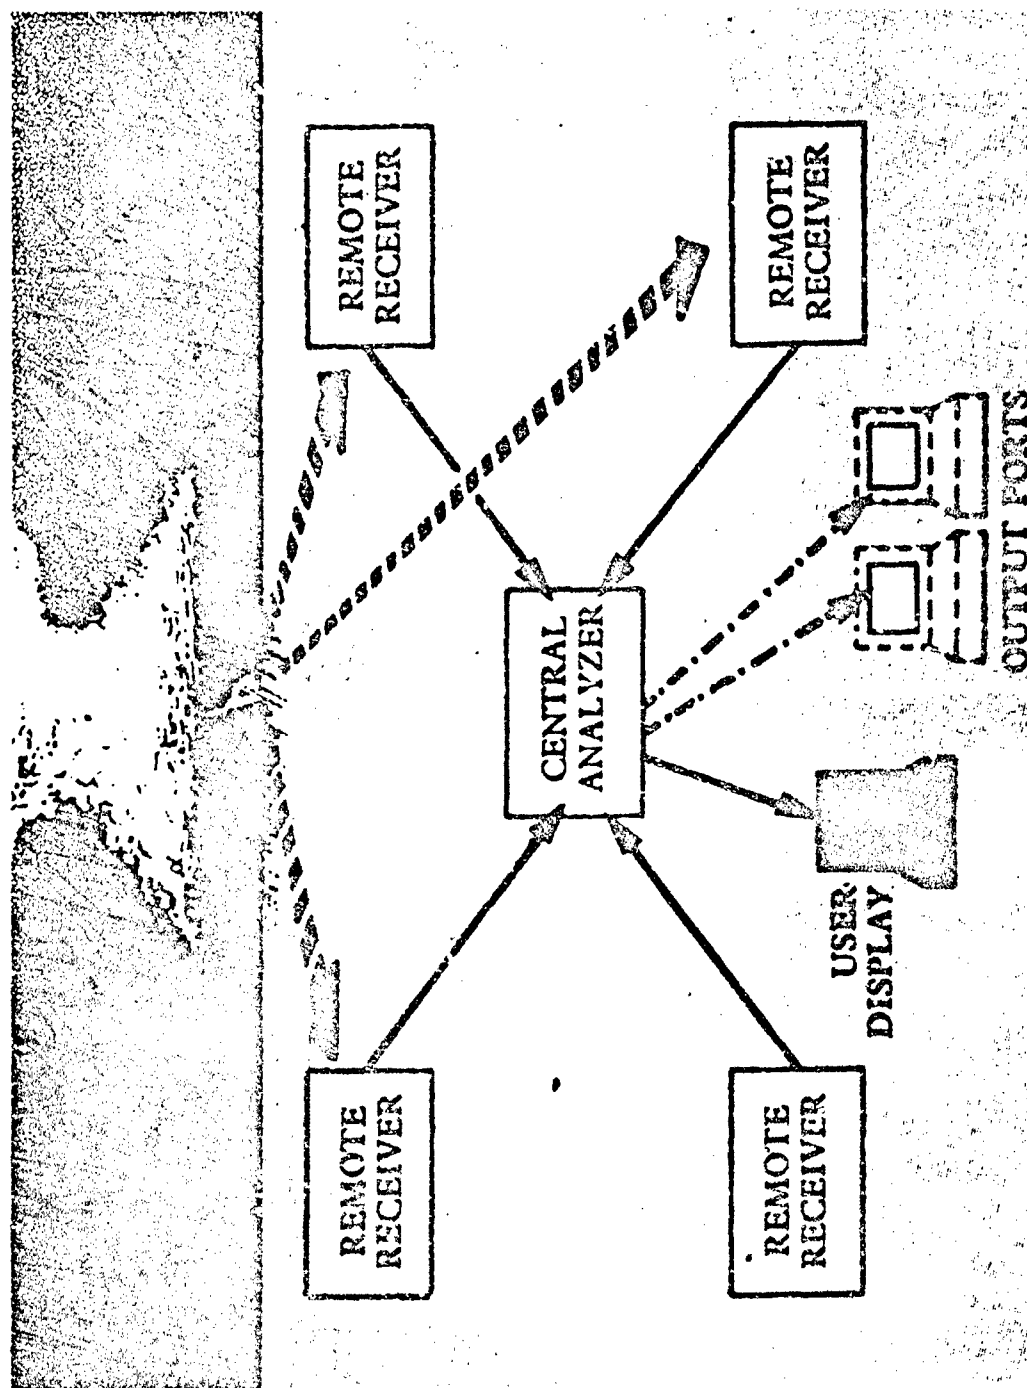 REMOTE
RECEIVER
REMOTE
RECEIVER
CENTRAL
ANALYZER
REMOTE
RECEIVER
REMOTE
RECEIVER
USER
DISPLAY
OUTPUT PORTS